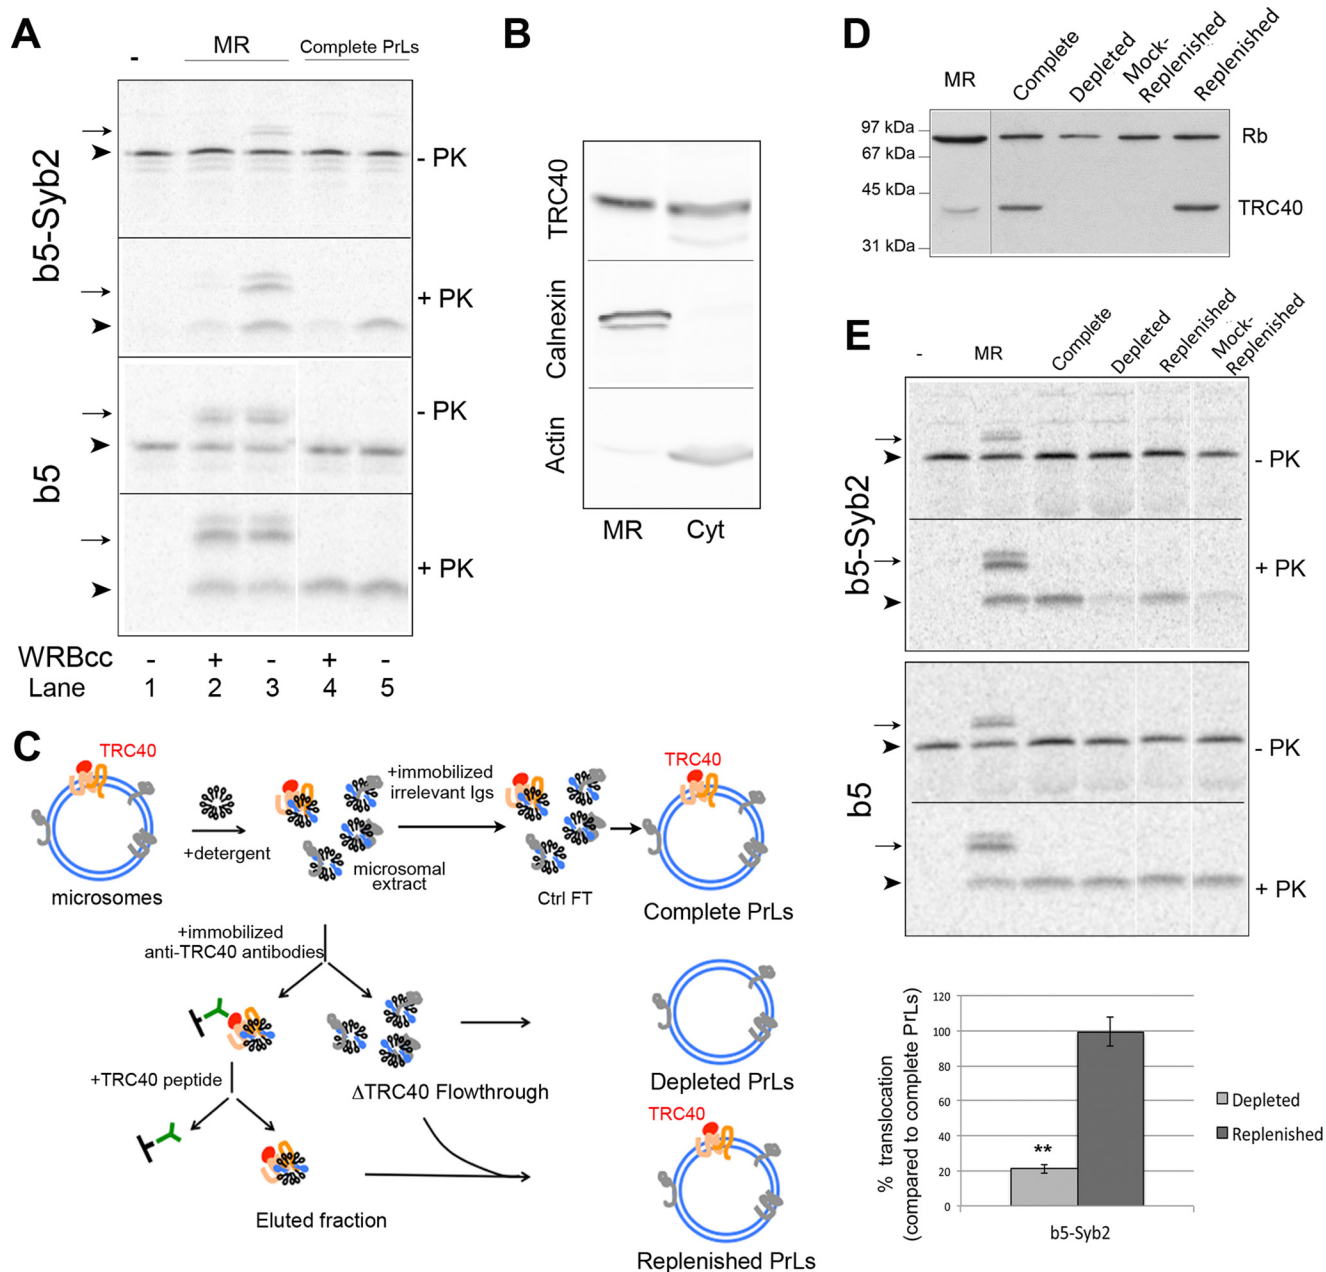 A
-
MR
Complete PrLs
b5-Syb2
- PK
+ PK
b5
- PK
+ PK
WRBcc - + - + -
Lane 1 2 3 4 5
B
TRC40
Calnexin
Actin
MR Cyt
C
TRC40
microsomes
+detergent
microsomal
extract
+immobilized
irrelevant Igs
Ctrl FT
TRC40
Complete PrLs
+immobilized
anti-TRC40 antibodies
ΔTRC40 Flowthrough
Depleted PrLs
+TRC40 peptide
Eluted fraction
TRC40
Replenished PrLs
D
MR
Complete
Depleted
Mock-
Replenished
Replenished
97 kDa
67 kDa
45 kDa
31 kDa
Rb
TRC40
E
-
MR
Complete
Depleted
Replenished
Mock-
Replenished
b5-Syb2
- PK
+ PK
b5
- PK
+ PK
% translocation
(compared to complete PrLs)
120
100
80
60
40
20
0
**
b5-Syb2
Depleted
Replenished